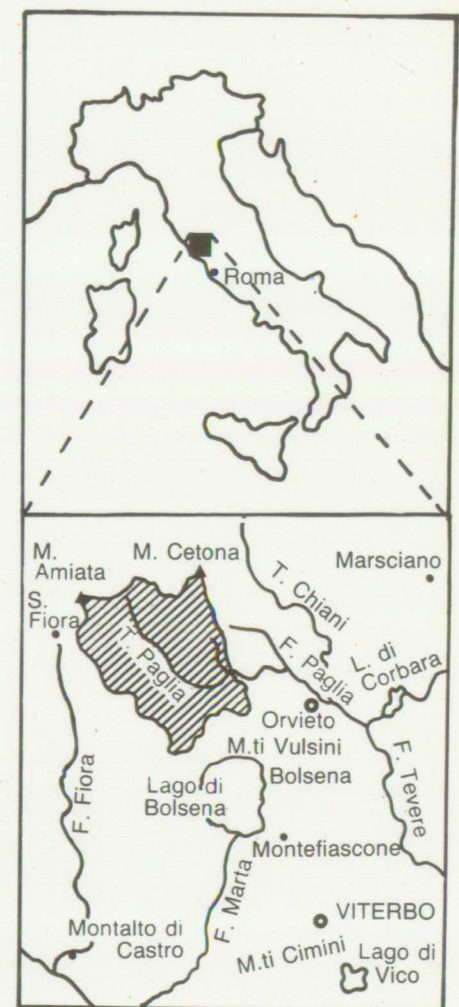 Roma
M.
Amiata
M. Cetona
Marsciano
S.
Fiora
T. Chiani
T. Paglia
F. Paglia
L. di
Corbara
Orvieto
M.ti Vulsini
Bolsena
Lago di
Bolsena
F. Fiora
F. Tevere
Montefiascone
F. Marta
VITERBO
Montalto di
Castro
M.ti Cimini
Lago di
Vico